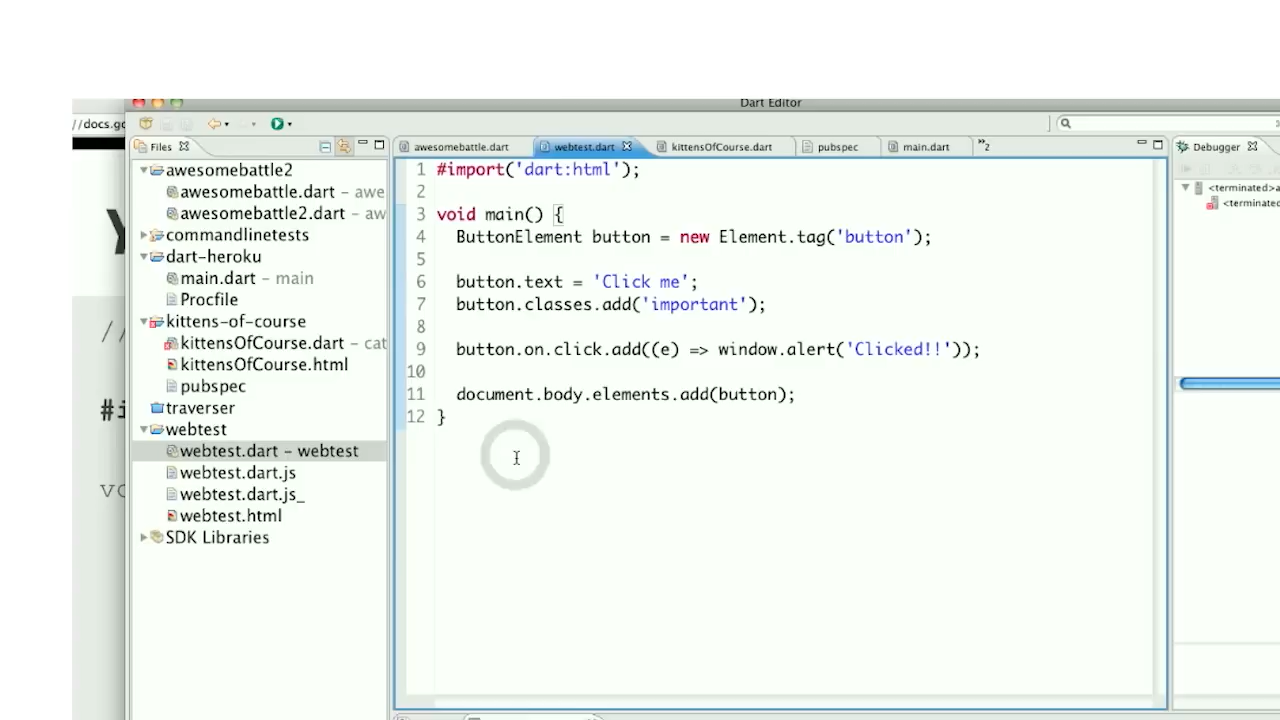 Dart Editor
//docs.go
Files
awesomebattle.dart
webtest.dart
kittensOfCourse.dart
pubspec
main.dart
2
Debugger
awesomebattle2
awesomebattle.dart – awe
awesomebattle2.dart – aw
commandlinetests
dart-heroku
main.dart – main
Procfile
kittens-of-course
kittensOfCourse.dart – cat
kittensOfCourse.html
pubspec
traverser
webtest
webtest.dart – webtest
webtest.dart.js
webtest.dart.js_
webtest.html
SDK Libraries
1 #import('dart:html');
2
3 void main() {
4 ButtonElement button = new Element.tag('button');
5
6 button.text = 'Click me';
7 button.classes.add('important');
8
9 button.on.click.add((e) => window.alert('Clicked!!'));
10
11 document.body.elements.add(button);
12 }
<terminated>a
<terminated
Y
//
#i
vo